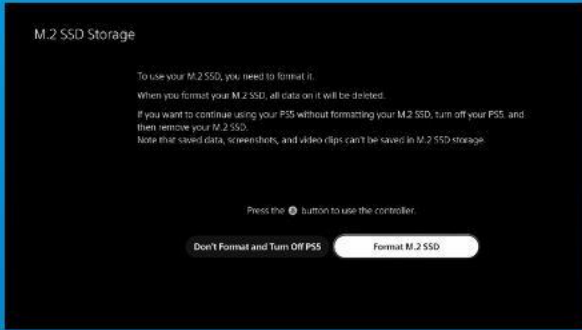 M.2 SSD Storage
To use your M.2 SSD, you need to format it.
When you format your M.2 SSD, all data on it will be deleted.
If you want to continue using your PS5 without formatting your M.2 SSD, turn off your PS5, and
then remove your M.2 SSD.
Note that saved data, screenshots, and video clips can't be saved in M.2 SSD storage.
Press the button to use the controller.
Don't Format and Turn Off PS5
Format M.2 SSD